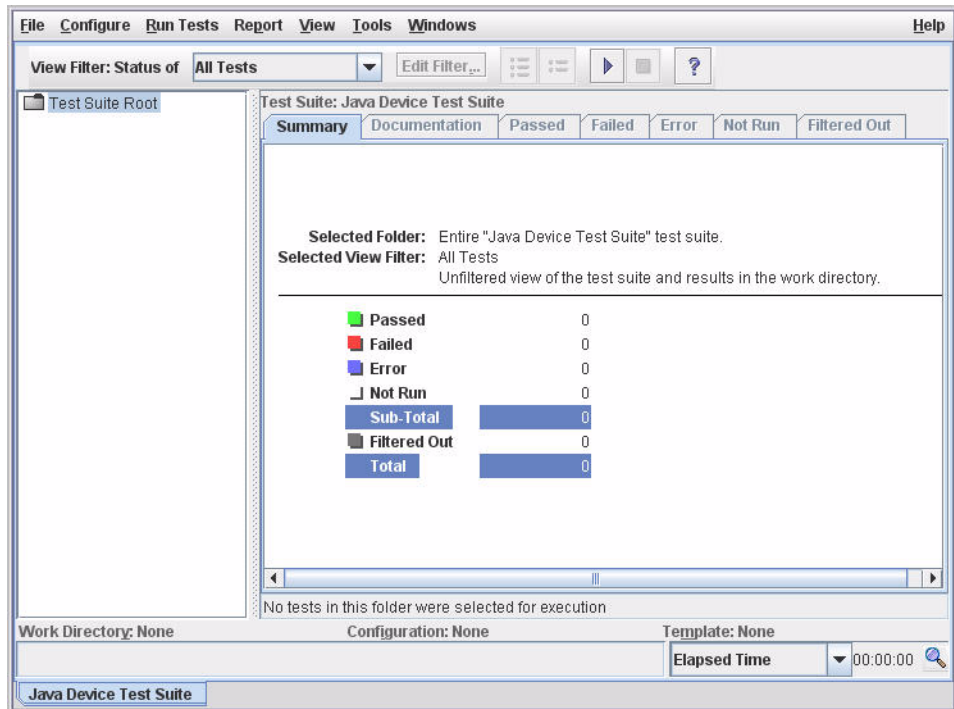 File Configure Run Tests Report View Tools Windows Help
View Filter: Status of All Tests Edit Filter... ?
Test Suite Root
Test Suite: Java Device Test Suite
Summary Documentation Passed Failed Error Not Run Filtered Out
Selected Folder: Entire "Java Device Test Suite" test suite.
Selected View Filter: All Tests
Unfiltered view of the test suite and results in the work directory.
Passed 0
Failed 0
Error 0
Not Run 0
Sub-Total 0
Filtered Out 0
Total 0
No tests in this folder were selected for execution
Work Directory: None Configuration: None Template: None
Elapsed Time 00:00:00
Java Device Test Suite